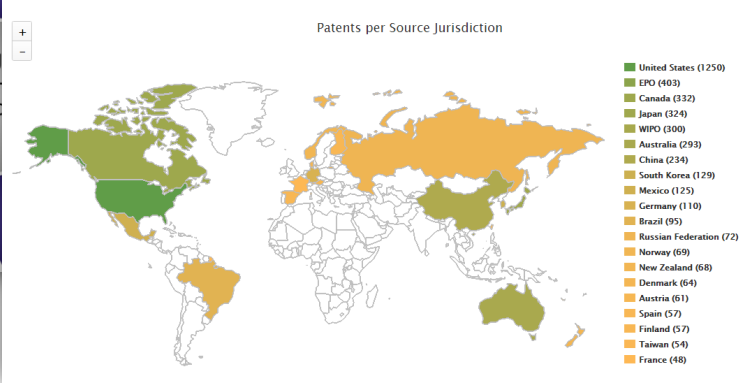 +
−
Patents per Source Jurisdiction
United States (1250)
EPO (403)
Canada (332)
Japan (324)
WIPO (300)
Australia (293)
China (234)
South Korea (129)
Mexico (125)
Germany (110)
Brazil (95)
Russian Federation (72)
Norway (69)
New Zealand (68)
Denmark (64)
Austria (61)
Spain (57)
Finland (57)
Taiwan (54)
France (48)